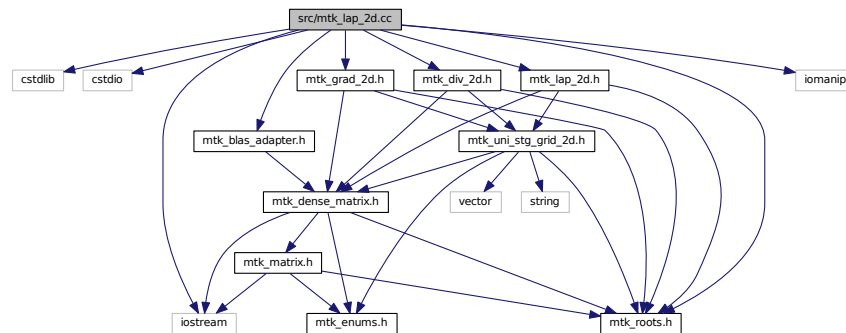 src/mtk_lap_2d.cc
cstdlib
cstdio
mtk_grad_2d.h
mtk_div_2d.h
mtk_lap_2d.h
iomanip
mtk_blas_adapter.h
mtk_uni_stg_grid_2d.h
mtk_dense_matrix.h
vector
string
mtk_matrix.h
iostream
mtk_enums.h
mtk_roots.h